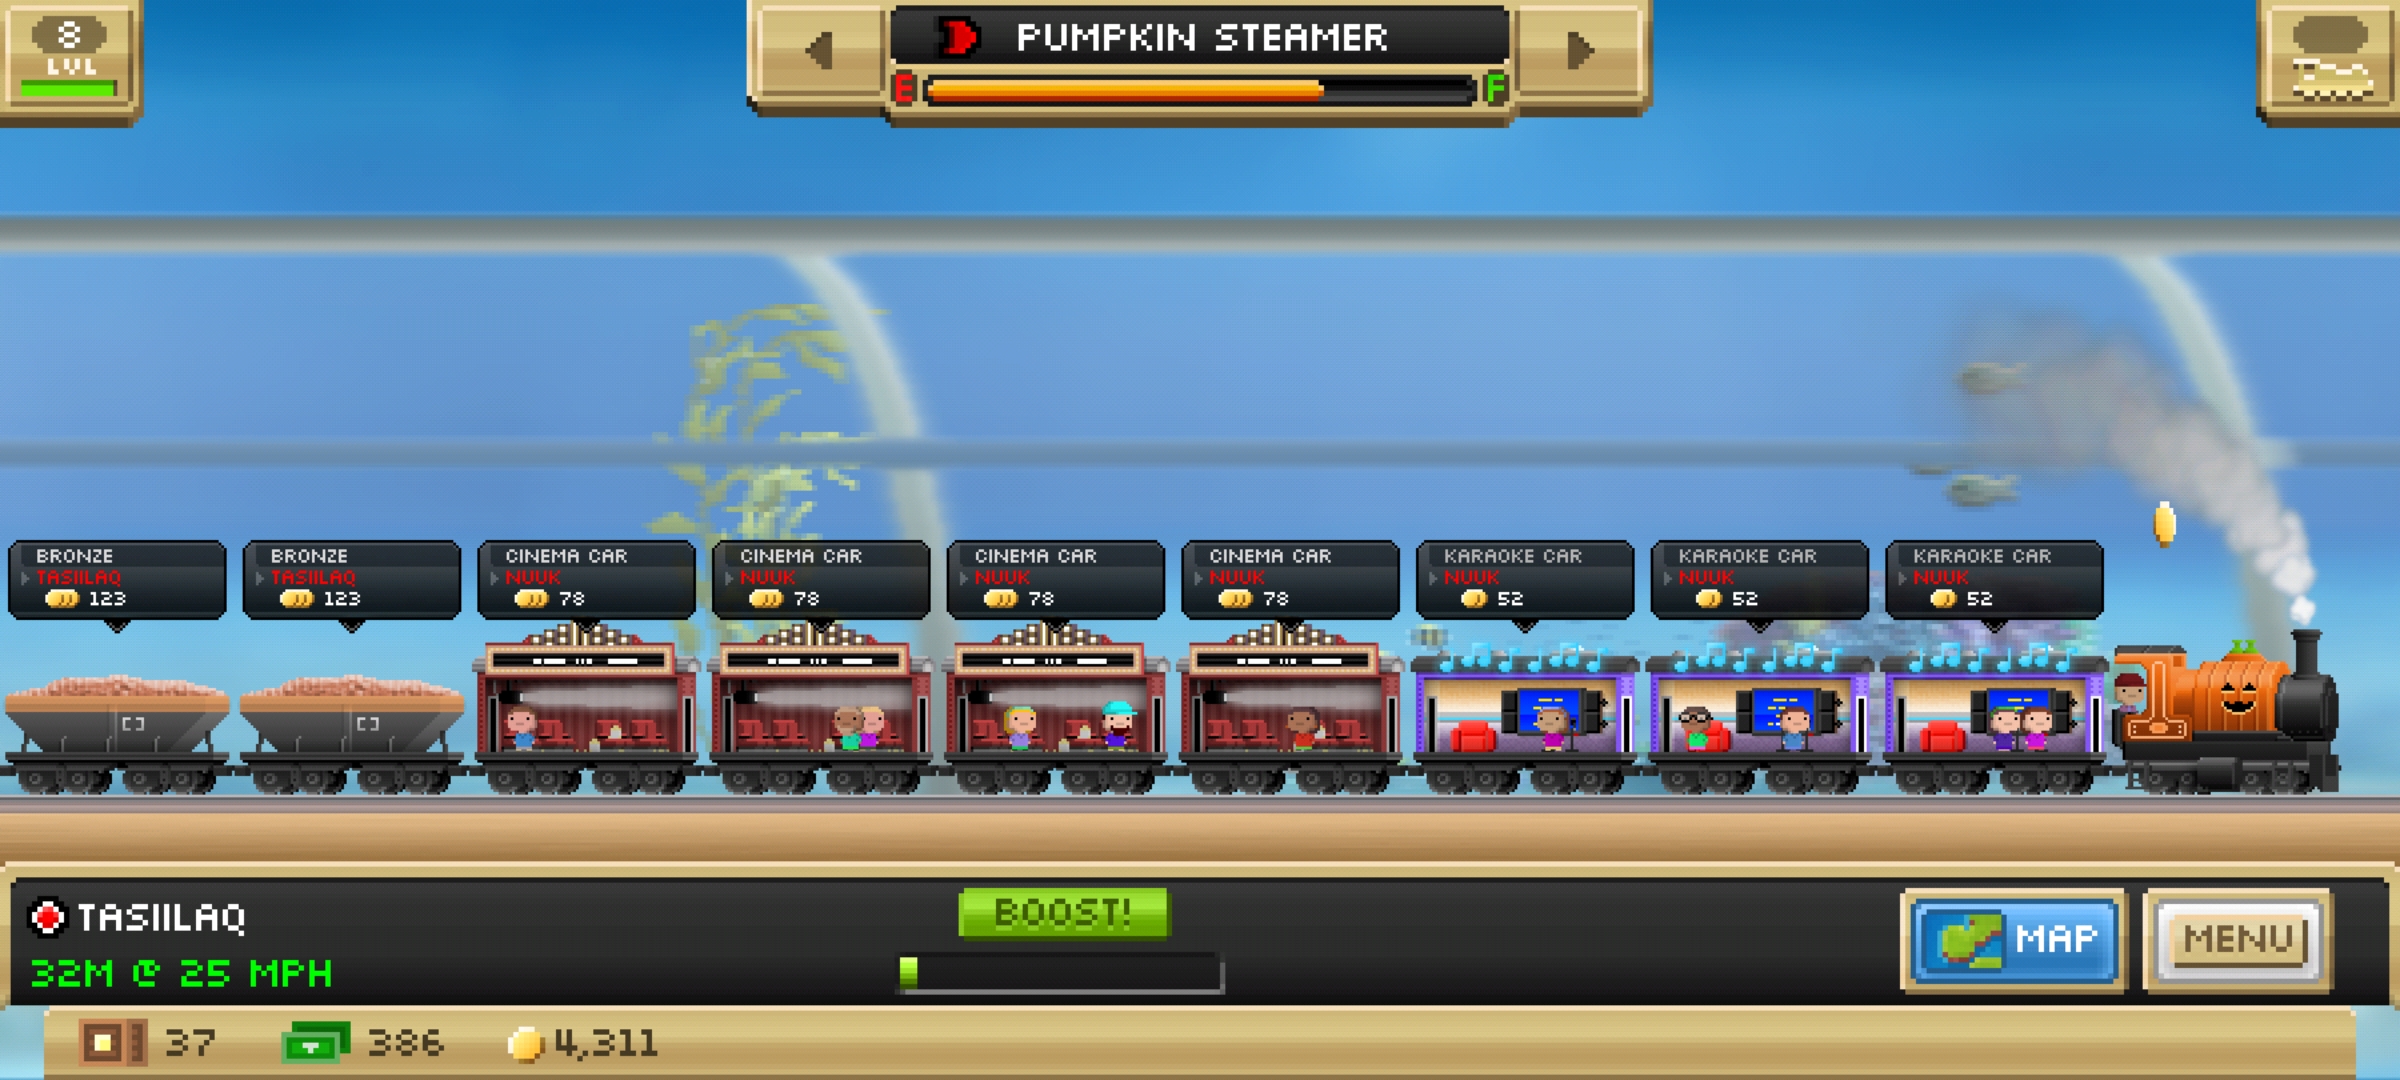 8
LVL
PUMPKIN STEAMER
E
F
BRONZE
TASIILAQ
123
BRONZE
TASIILAQ
123
CINEMA CAR
NUUK
78
CINEMA CAR
NUUK
78
CINEMA CAR
NUUK
78
CINEMA CAR
NUUK
78
KARAOKE CAR
NUUK
52
KARAOKE CAR
NUUK
52
KARAOKE CAR
NUUK
52
TASIILAQ
32M @ 25 MPH
BOOST!
MAP
MENU
37
386
4,311